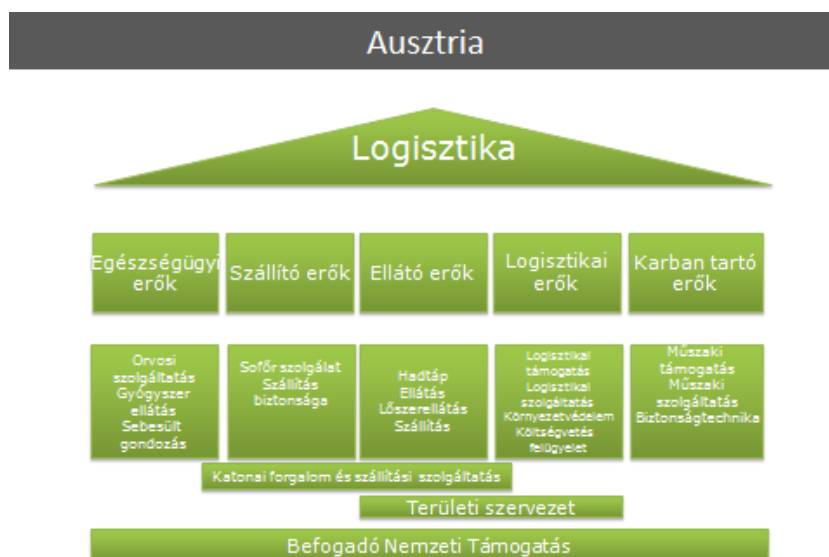 Ausztria
Logisztika
Egészségügyi
erők
Szállító erők
Ellátó erők
Logisztikai
erők
Karban tartó
erők
Orvosi
szolgáltatás
Gyógyszer
ellátás
Sebesült
gondozás
Sofőr szolgálat
Szállítás
biztonsága
Hadtáp
Ellátás
Lőszerellátás
Szállítás
Logisztikai
támogatás
Logisztikai
szolgáltatás
Környezetvédelem
Költségvetés
felügyelet
Műszaki
támogatás
Műszaki
szolgáltatás
Biztonságtechnika
Katonai forgalom és szállítási szolgáltatás
Területi szervezet
Befogadó Nemzeti Támogatás